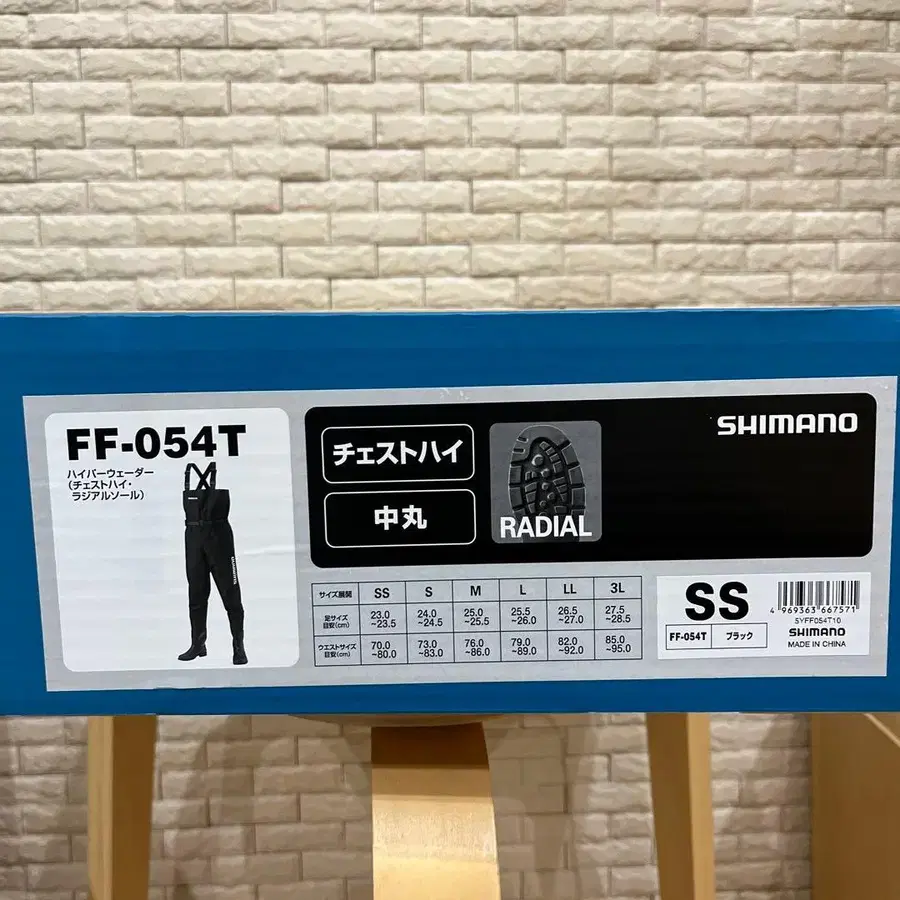 FF-054T
ハイパーウェーダー
(チェストハイ・
ラジアルソール)
チェストハイ
中丸
RADIAL
SHIMANO
サイズ展開 SS S M L LL 3L
足サイズ目安(cm) 23.0~23.5 24.0~24.5 25.0~25.5 25.5~26.0 26.5~27.0 27.5~28.5
ウエストサイズ目安(cm) 70.0~80.0 73.0~83.0 76.0~86.0 79.0~89.0 82.0~92.0 85.0~95.0
SS
FF-054T ブラック
4 969363 667571
5YFF054T10
SHIMANO
MADE IN CHINA